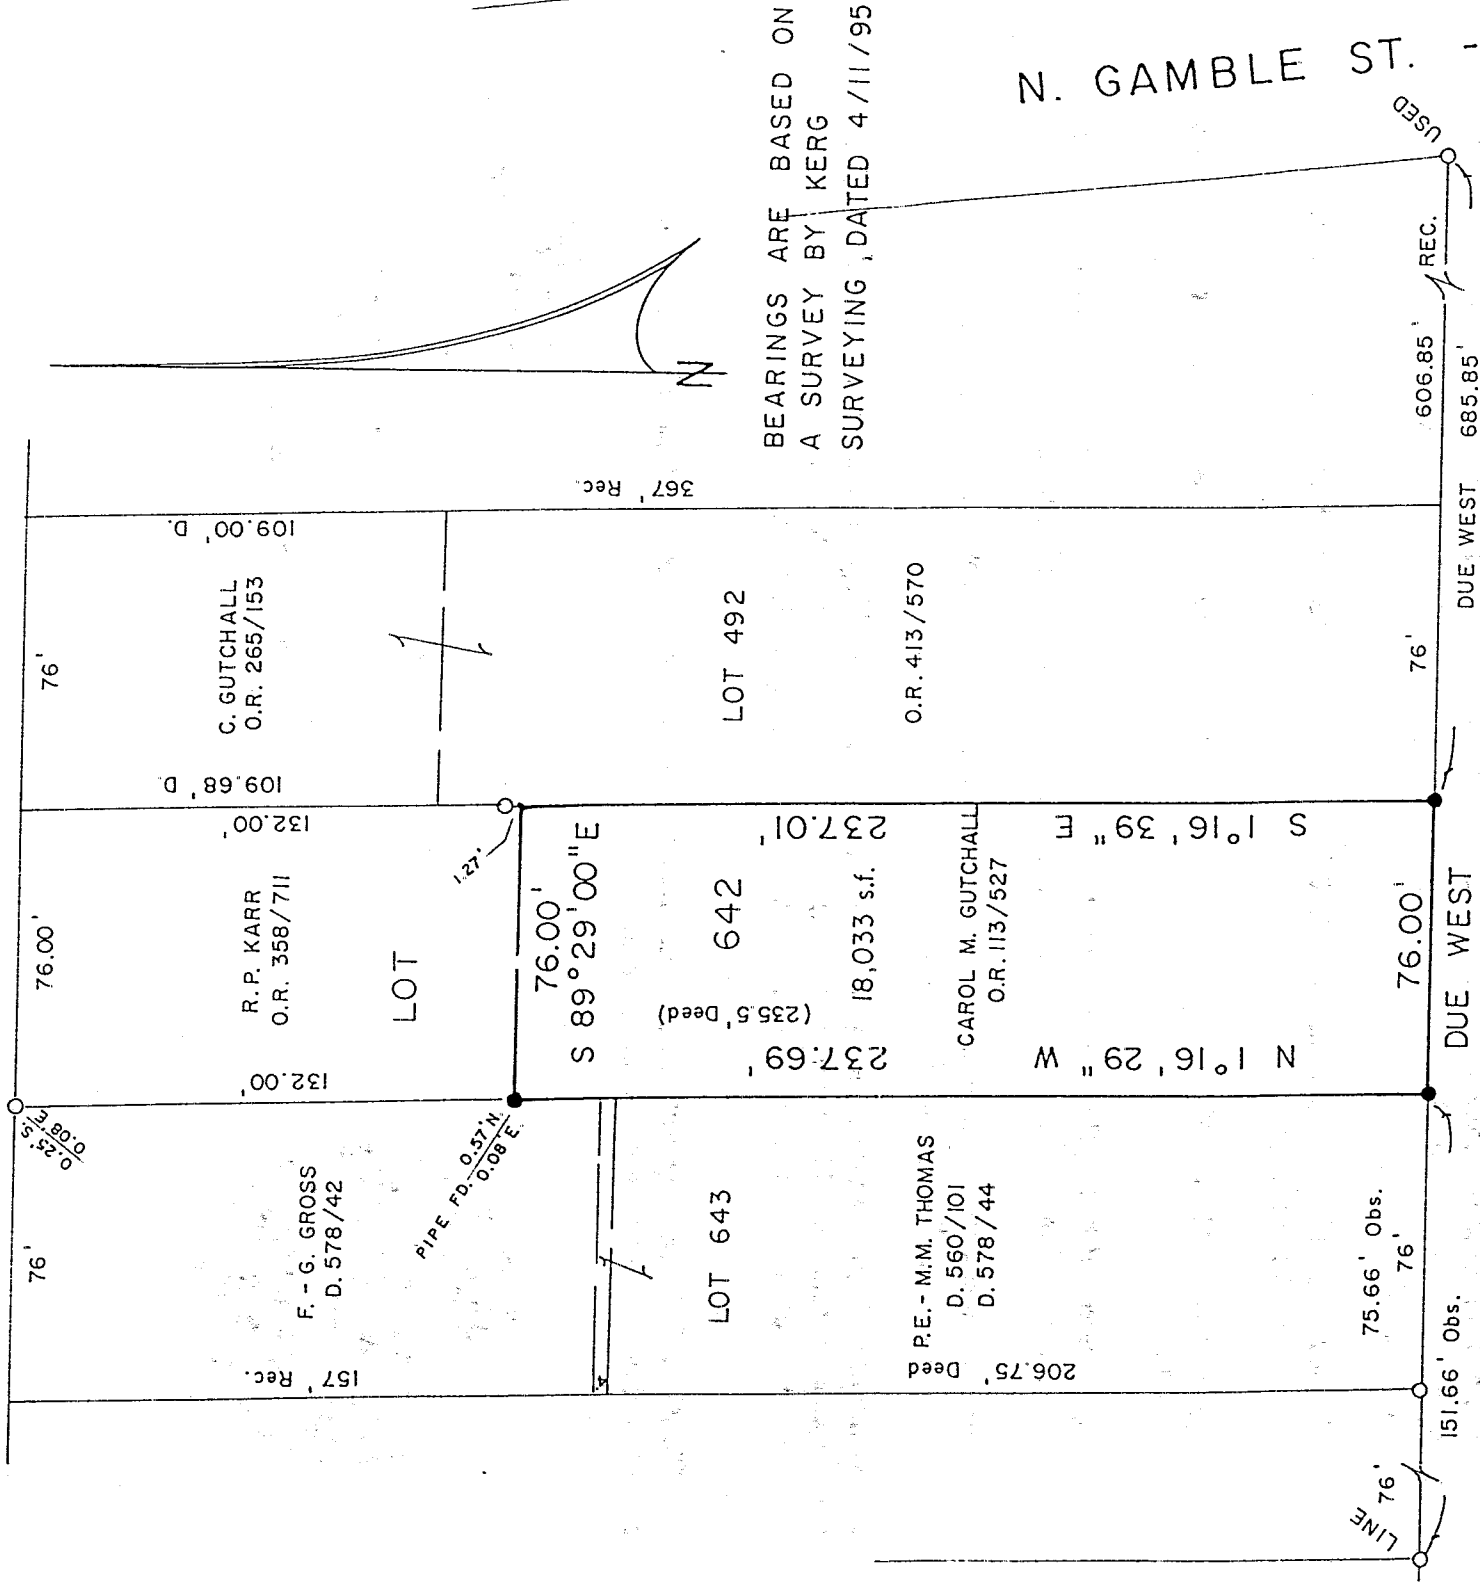 N. GAMBLE ST.
USED
BEARINGS ARE BASED ON
A SURVEY BY KERG
SURVEYING, DATED 4/11/95
N
367' Rec.
606.85' REC.
DUE WEST 685.85'
76'
109.00' D.
C. GUTCHALL
O.R. 265/153
109.68' D.
LOT 492
O.R. 413/570
76'
76.00'
132.00'
R.P. KARR
O.R. 358/711
LOT
132.00'
1.27'
76.00'
S 89°29'00"E
642
18,033 s.f.
(235.5' Deed)
237.01'
S 1°16'39" E
CAROL M. GUTCHALL
O.R. 113/527
237.69'
N 1°16'29" W
76.00'
DUE WEST
0.25' S.
0.08' E.
PIPE FD. 0.57' N.
0.08' E.
76'
F. - G. GROSS
D. 578/42
157' Rec.
4'
LOT 643
P.E. - M.M. THOMAS
D. 560/101
D. 578/44
206.75' Deed
75.66' Obs.
76'
151.66' Obs.
76'
LINE